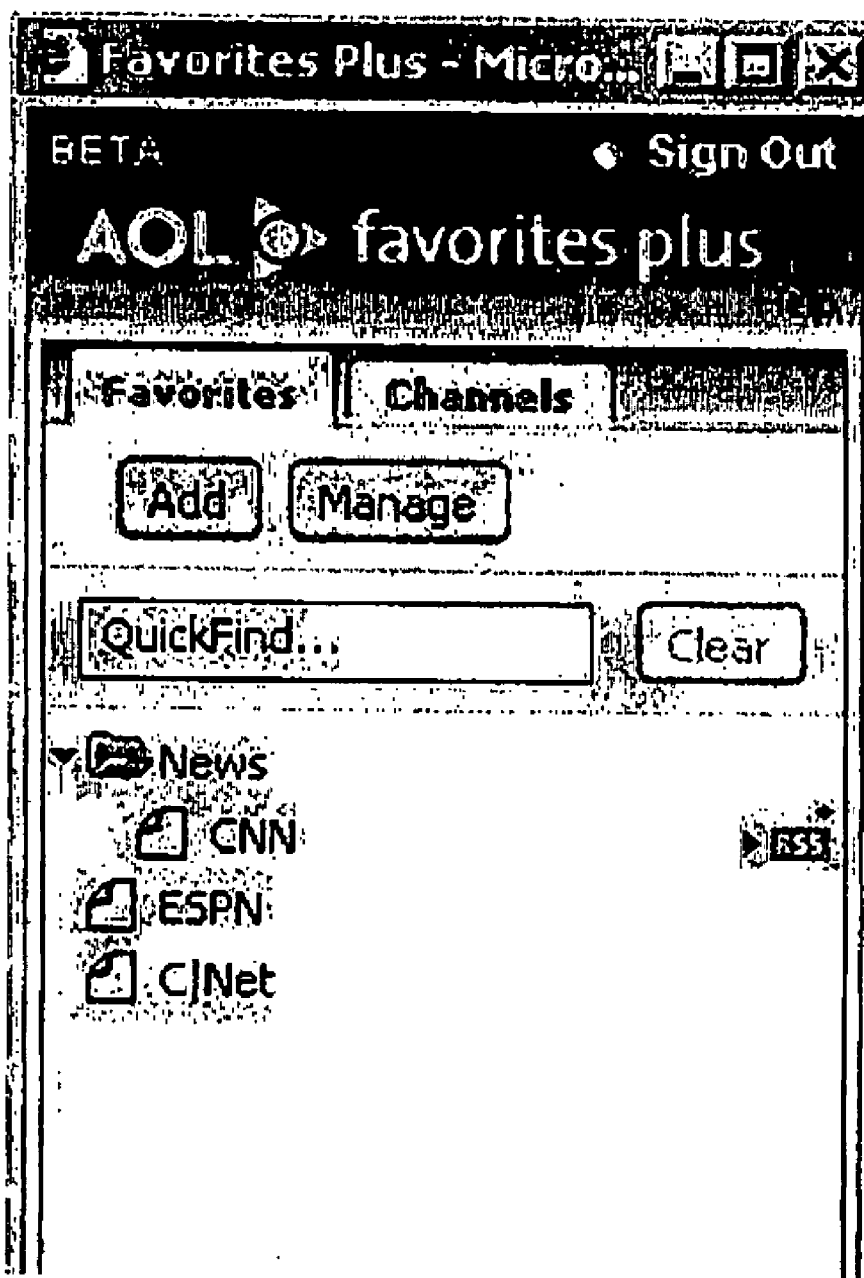 Favorites Plus - Micro...
BETA Sign Out
AOL favorites plus
Favorites Channels
Add Manage
QuickFind... Clear
News
CNN RSS
ESPN
C|Net